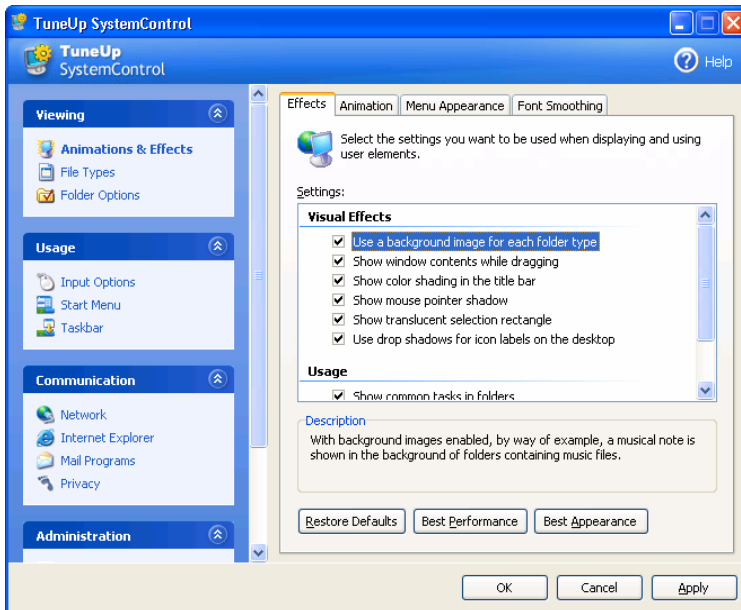 TuneUp SystemControl
TuneUp
SystemControl
Help
Viewing
Animations & Effects
File Types
Folder Options
Usage
Input Options
Start Menu
Taskbar
Communication
Network
Internet Explorer
Mail Programs
Privacy
Administration
Effects
Animation
Menu Appearance
Font Smoothing
Select the settings you want to be used when displaying and using
user elements.
Settings:
Visual Effects
Use a background image for each folder type
Show window contents while dragging
Show color shading in the title bar
Show mouse pointer shadow
Show translucent selection rectangle
Use drop shadows for icon labels on the desktop
Usage
Show common tasks in folders
Description
With background images enabled, by way of example, a musical note is
shown in the background of folders containing music files.
Restore Defaults
Best Performance
Best Appearance
OK
Cancel
Apply